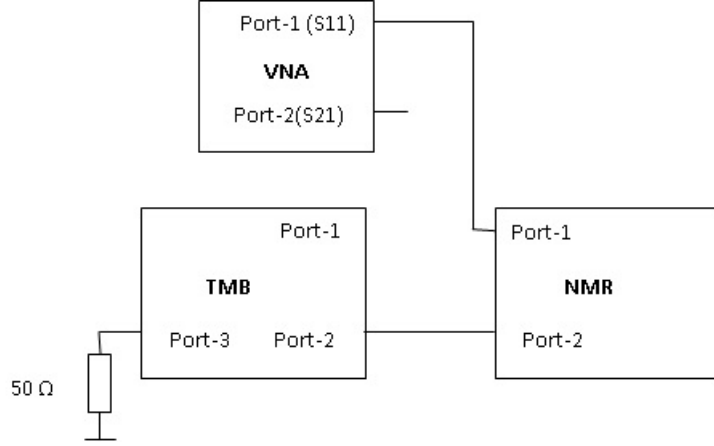 Port-1 (S11)
VNA
Port-2(S21)
Port-1
TMB
Port-3 Port-2
Port-1
NMR
Port-2
50 Ω